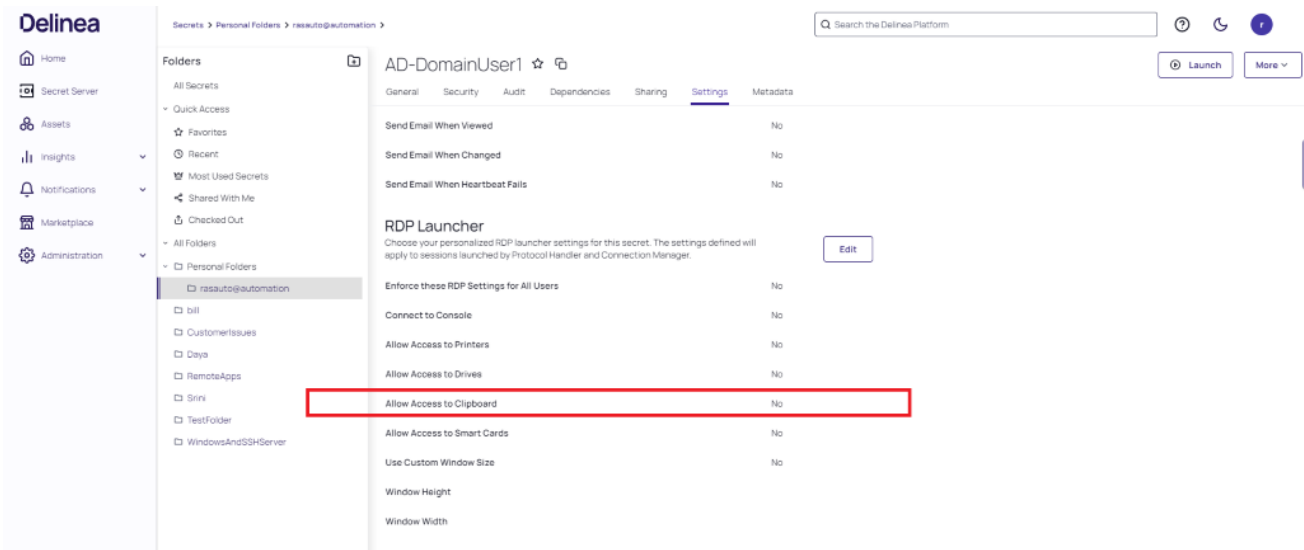 Delinea
Secrets > Personal Folders > rasauto@automation >
Search the Delinea Platform
r
Home
Secret Server
Assets
Insights
Notifications
Marketplace
Administration
Folders
All Secrets
Quick Access
Favorites
Recent
Most Used Secrets
Shared With Me
Checked Out
All Folders
Personal Folders
rasauto@automation
bill
CustomerIssues
Daya
RemoteApps
Srini
TestFolder
WindowsAndSSHServer
AD-DomainUser1
Launch
More
General Security Audit Dependencies Sharing Settings Metadata
Send Email When Viewed No
Send Email When Changed No
Send Email When Heartbeat Fails No
RDP Launcher
Choose your personalized RDP launcher settings for this secret. The settings defined will
apply to sessions launched by Protocol Handler and Connection Manager.
Edit
Enforce these RDP Settings for All Users No
Connect to Console No
Allow Access to Printers No
Allow Access to Drives No
Allow Access to Clipboard No
Allow Access to Smart Cards No
Use Custom Window Size No
Window Height
Window Width